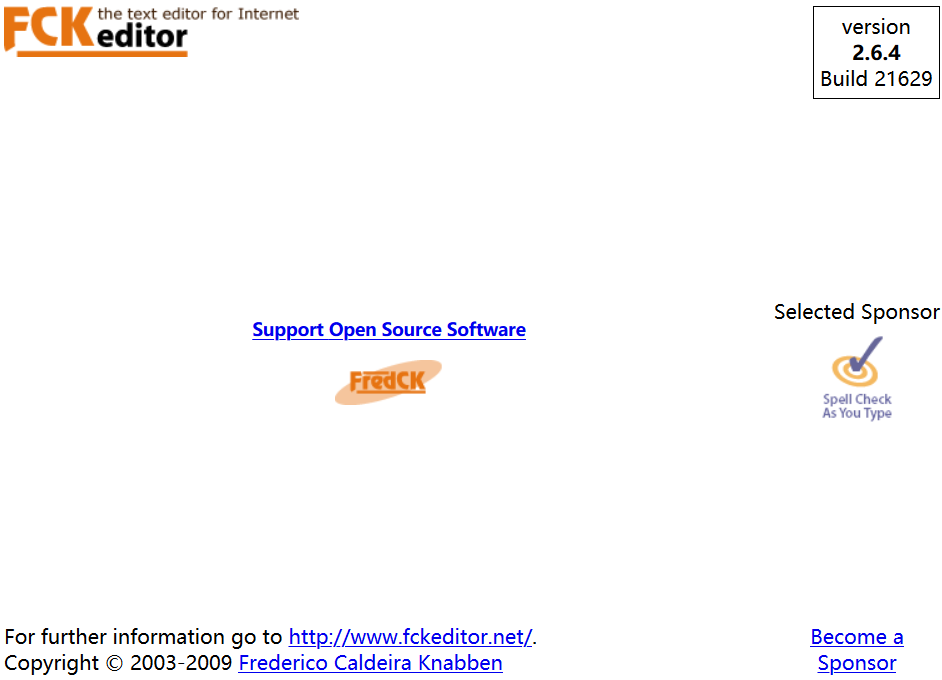 FCKeditor the text editor for Internet
version
2.6.4
Build 21629
Selected Sponsor
Support Open Source Software
FredCK
Spell Check
As You Type
For further information go to http://www.fckeditor.net/.
Copyright © 2003-2009 Frederico Caldeira Knabben
Become a
Sponsor